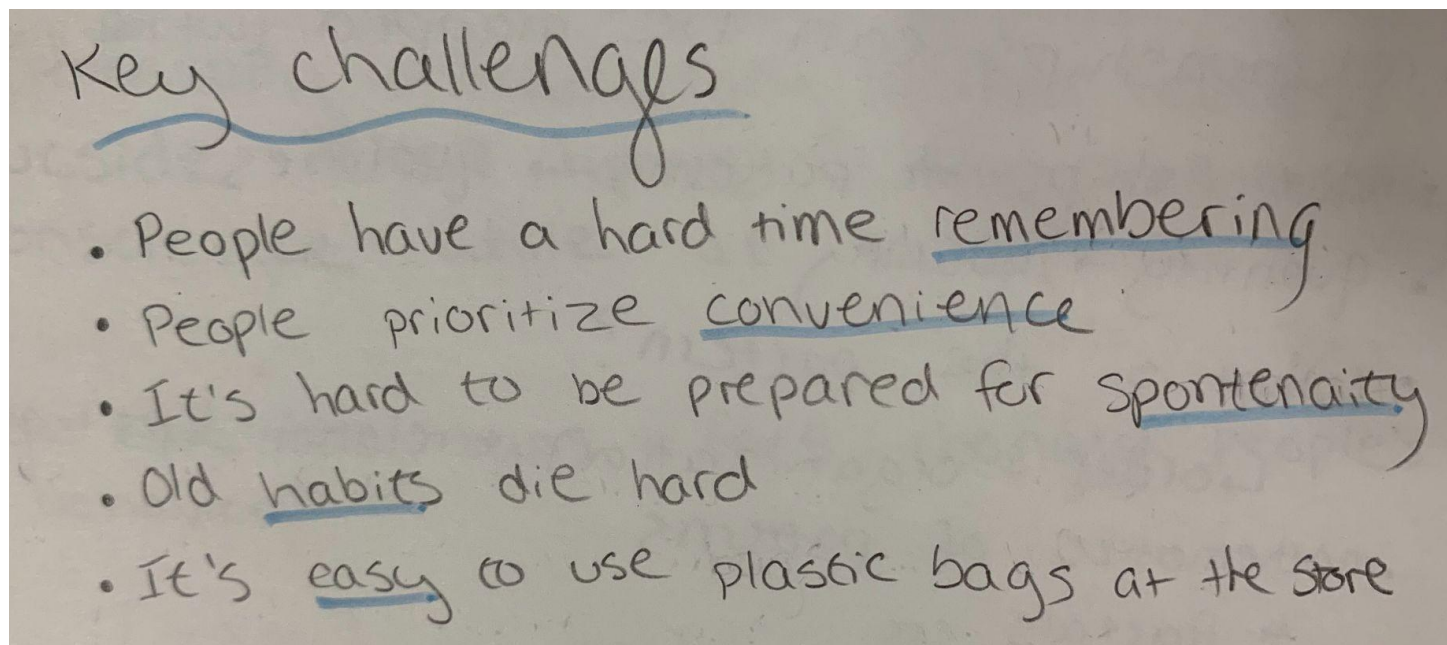 Key challenges
• People have a hard time remembering
• People prioritize convenience
• It's hard to be prepared for spontenaity
• Old habits die hard
• It's easy to use plastic bags at the store